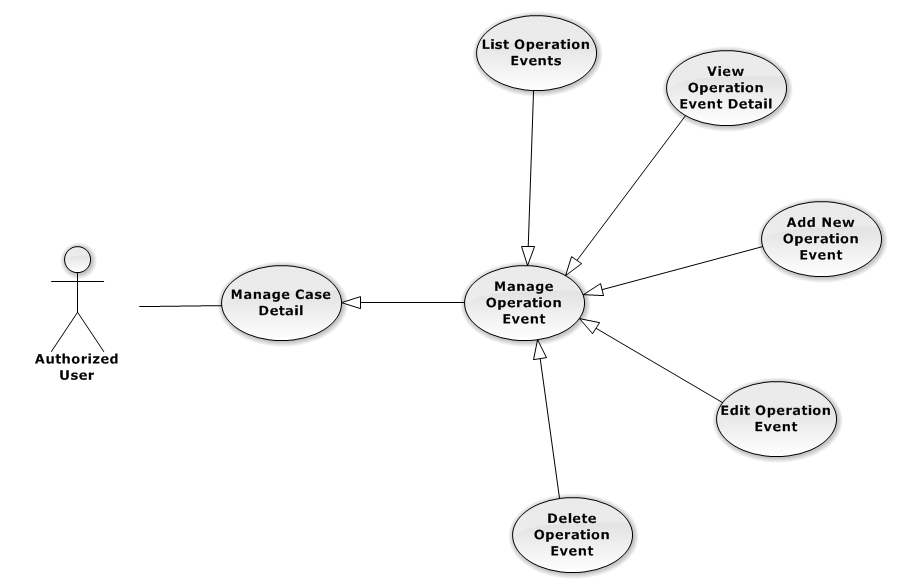 List Operation
Events
View
Operation
Event Detail
Add New
Operation
Event
Manage Case
Detail
Manage
Operation
Event
Authorized
User
Edit Operation
Event
Delete
Operation
Event